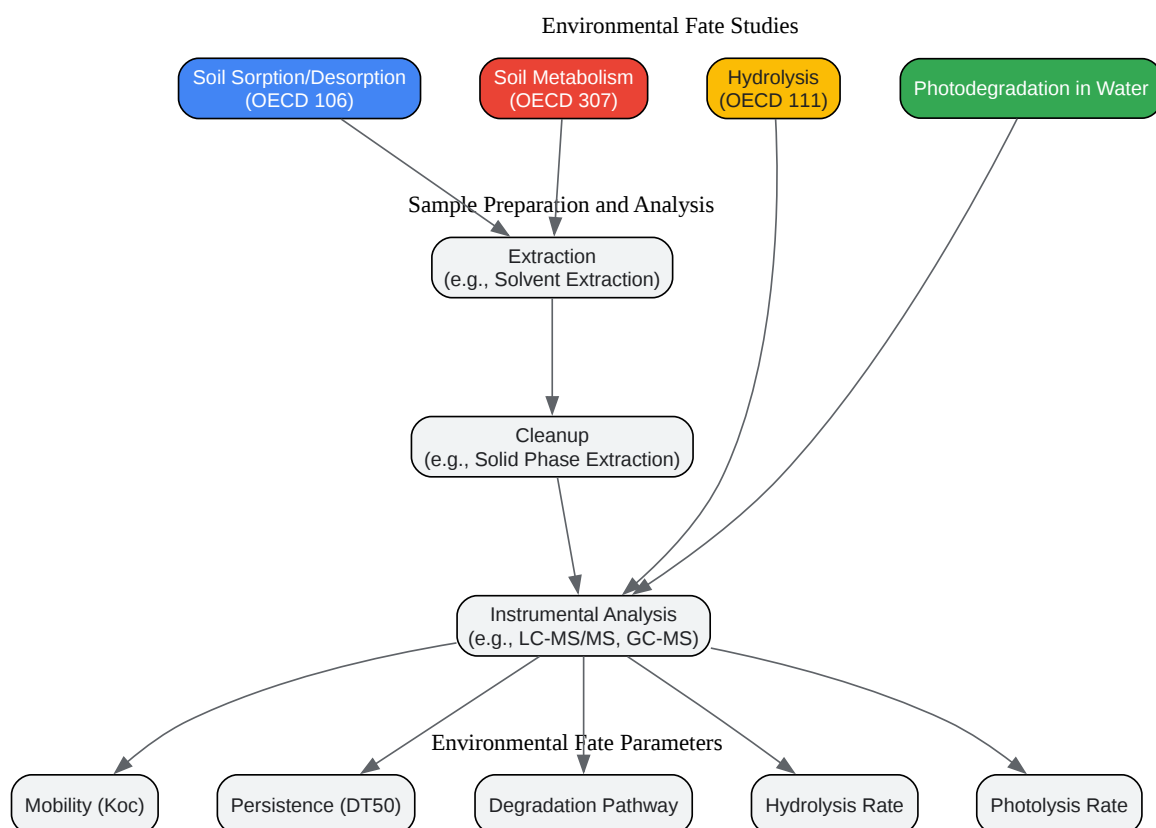 Environmental Fate Studies
Soil Sorption/Desorption
(OECD 106)
Soil Metabolism
(OECD 307)
Hydrolysis
(OECD 111)
Photodegradation in Water
Sample Preparation and Analysis
Extraction
(e.g., Solvent Extraction)
Cleanup
(e.g., Solid Phase Extraction)
Instrumental Analysis
(e.g., LC-MS/MS, GC-MS)
Environmental Fate Parameters
Mobility (Koc)
Persistence (DT50)
Degradation Pathway
Hydrolysis Rate
Photolysis Rate